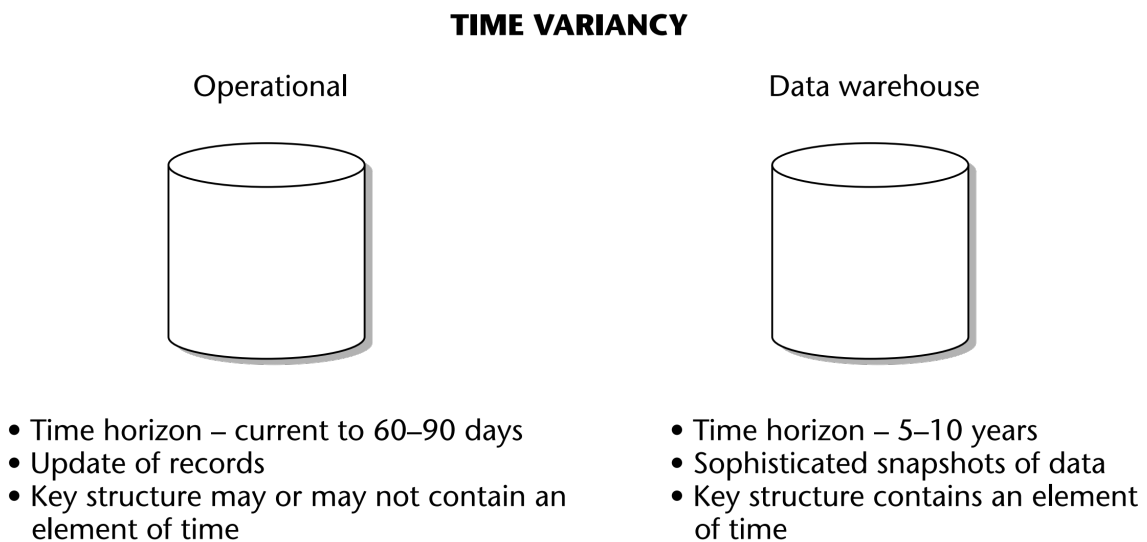 TIME VARIANCY
Operational
Data warehouse
• Time horizon – current to 60–90 days
• Update of records
• Key structure may or may not contain an
element of time
• Time horizon – 5–10 years
• Sophisticated snapshots of data
• Key structure contains an element
of time